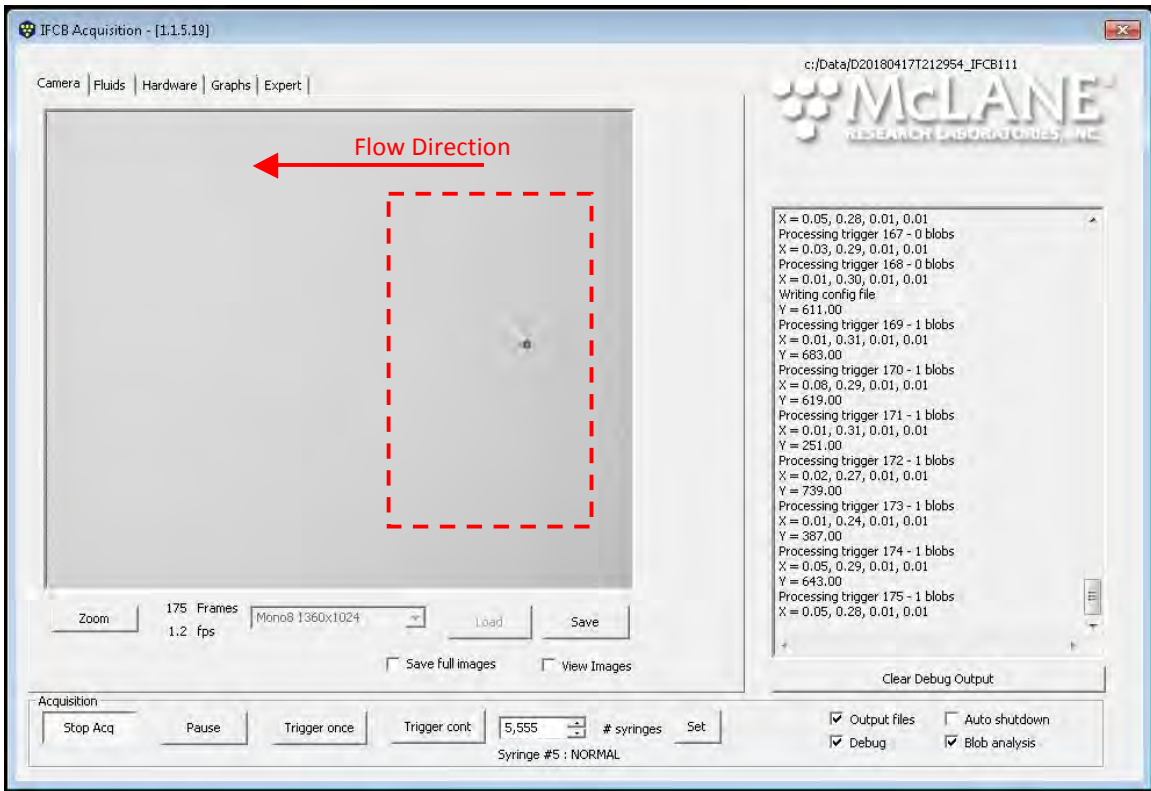 IFCB Acquisition - [1.1.5.19]
c:/Data/D20180417T212954_IFCB111
McLANE
RESEARCH LABORATORIES, INC.
Camera Fluids Hardware Graphs Expert
Flow Direction
X = 0.05, 0.28, 0.01, 0.01
Processing trigger 167 - 0 blobs
X = 0.03, 0.29, 0.01, 0.01
Processing trigger 168 - 0 blobs
X = 0.01, 0.30, 0.01, 0.01
Writing config file
Y = 611.00
Processing trigger 169 - 1 blobs
X = 0.01, 0.31, 0.01, 0.01
Y = 683.00
Processing trigger 170 - 1 blobs
X = 0.08, 0.29, 0.01, 0.01
Y = 619.00
Processing trigger 171 - 1 blobs
X = 0.01, 0.31, 0.01, 0.01
Y = 251.00
Processing trigger 172 - 1 blobs
X = 0.02, 0.27, 0.01, 0.01
Y = 739.00
Processing trigger 173 - 1 blobs
X = 0.01, 0.24, 0.01, 0.01
Y = 387.00
Processing trigger 174 - 1 blobs
X = 0.05, 0.29, 0.01, 0.01
Y = 643.00
Processing trigger 175 - 1 blobs
X = 0.05, 0.28, 0.01, 0.01
Zoom
175 Frames
1.2 fps
Mono8 1360x1024
Load
Save
Save full images
View Images
Clear Debug Output
Acquisition
Stop Acq
Pause
Trigger once
Trigger cont
5,555
# syringes
Set
Syringe #5 : NORMAL
Output files
Auto shutdown
Debug
Blob analysis